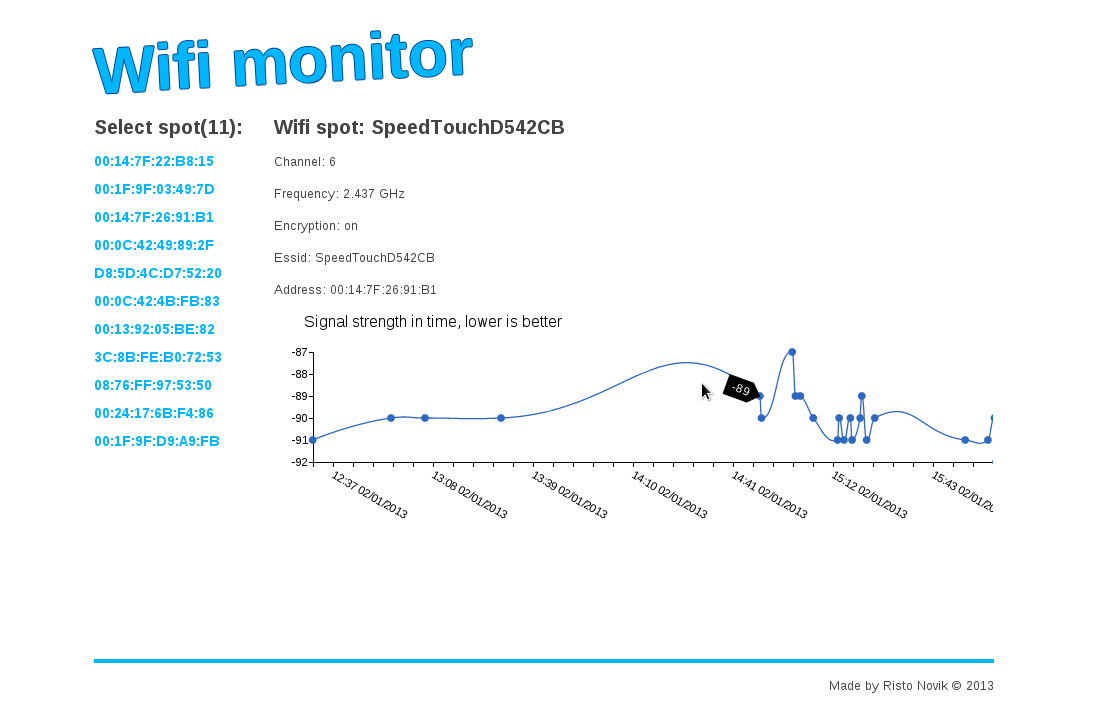 Wifi monitor
Select spot(11):
00:14:7F:22:B8:15
00:1F:9F:03:49:7D
00:14:7F:26:91:B1
00:0C:42:49:89:2F
D8:5D:4C:D7:52:20
00:0C:42:4B:FB:83
00:13:92:05:BE:82
3C:8B:FE:B0:72:53
08:76:FF:97:53:50
00:24:17:6B:F4:86
00:1F:9F:D9:A9:FB
Wifi spot: SpeedTouchD542CB
Channel: 6
Frequency: 2.437 GHz
Encryption: on
Essid: SpeedTouchD542CB
Address: 00:14:7F:26:91:B1
Signal strength in time, lower is better
-87
-88
-89
-90
-91
-92
-89
12:37 02/01/2013
13:08 02/01/2013
13:39 02/01/2013
14:10 02/01/2013
14:41 02/01/2013
15:12 02/01/2013
15:43
Made by Risto Novik © 2013